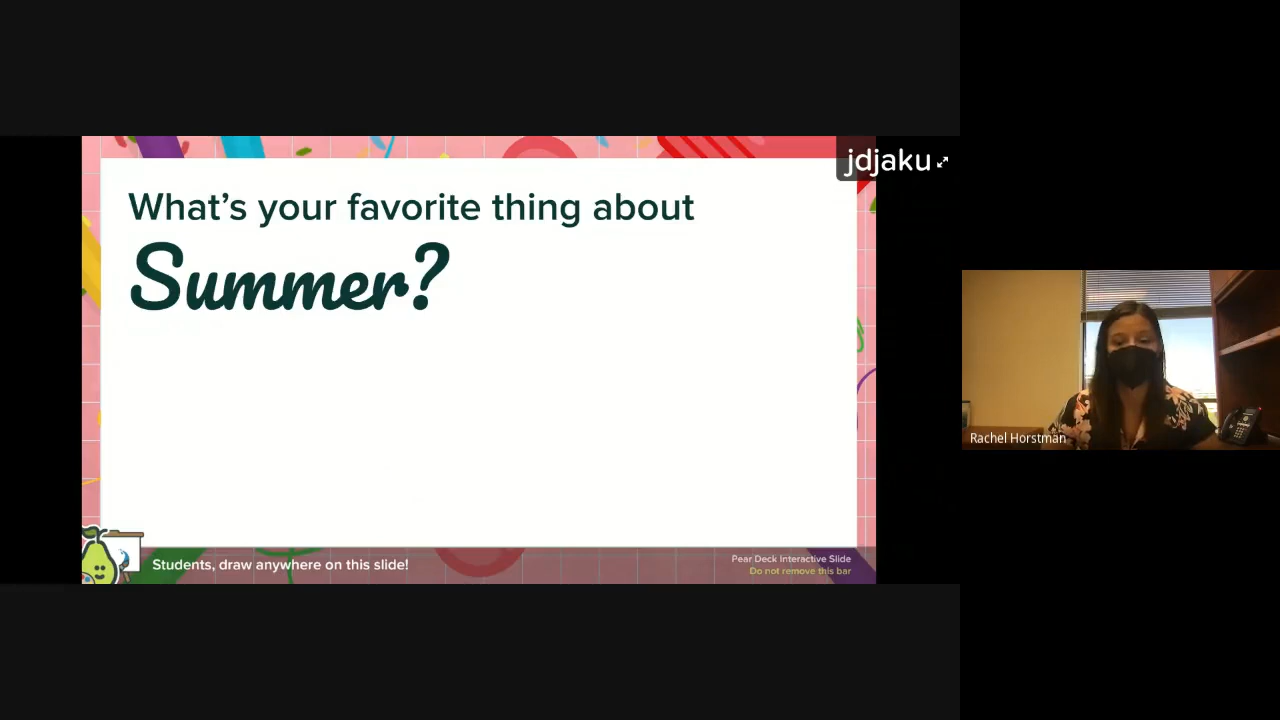 jdjaku
What's your favorite thing about
Summer?
Rachel Horstman
Students, draw anywhere on this slide!
Pear Deck Interactive Slide
Do not remove this bar